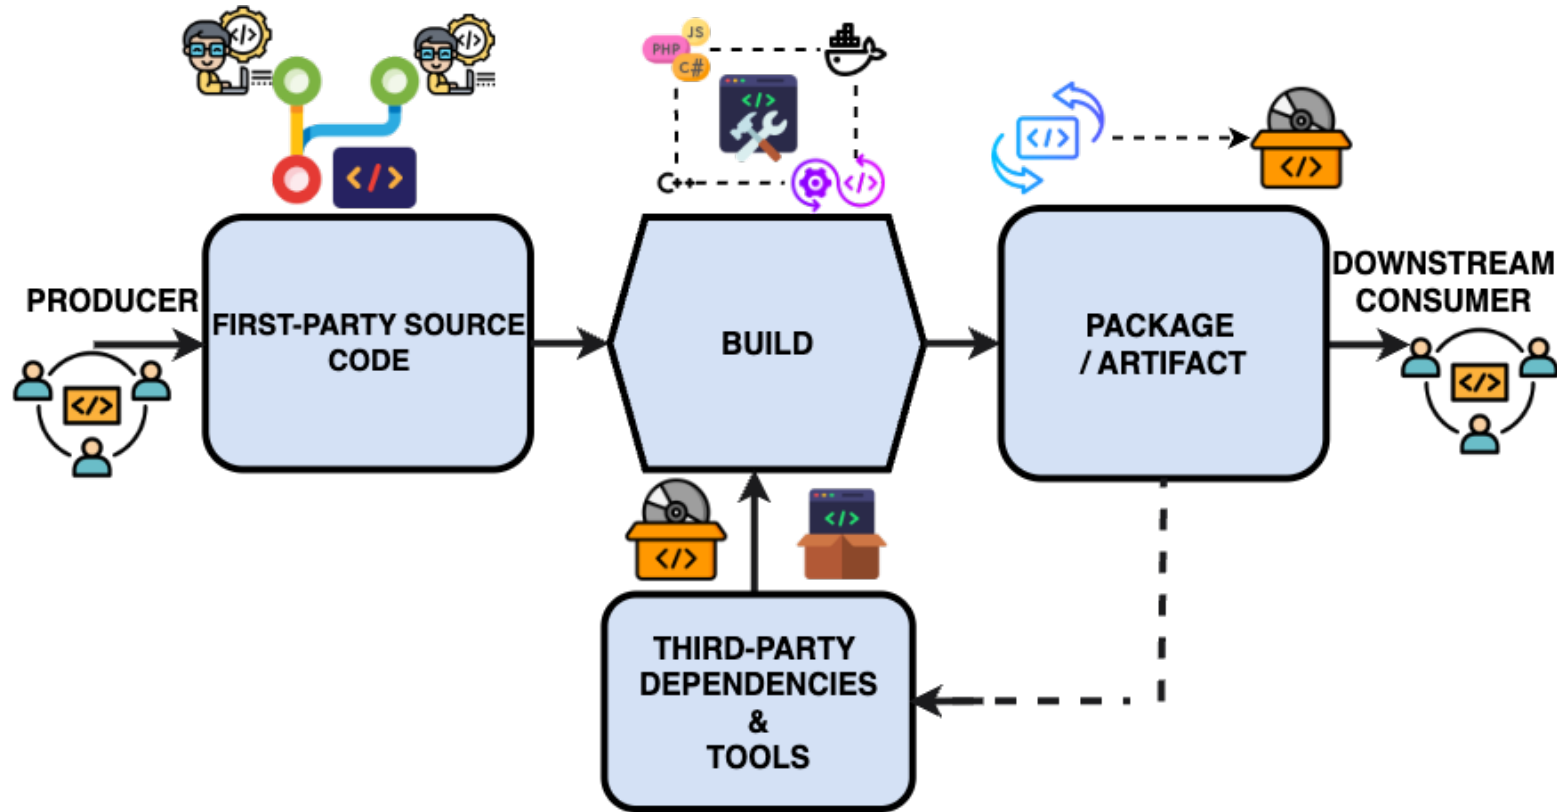 JS
PHP
C#
</>
</>
</>
</>
</>
C++
</>
</>
</>
PRODUCER
FIRST-PARTY SOURCE
CODE
BUILD
PACKAGE
/ ARTIFACT
DOWNSTREAM
CONSUMER
</>
</>
</>
</>
THIRD-PARTY
DEPENDENCIES
&
TOOLS